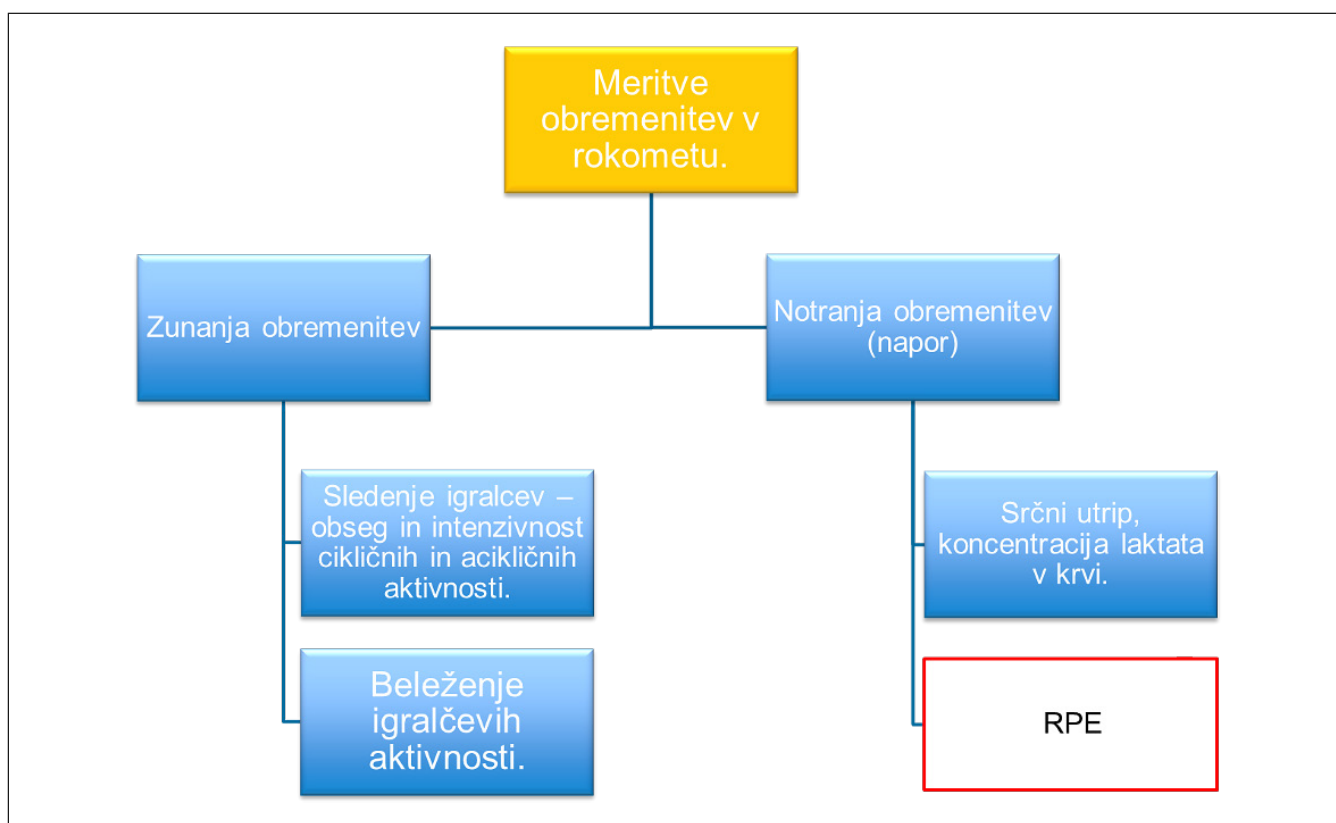 Meritve
obremenitev v
rokometu.
Zunanja obremenitev
Notranja obremenitev
(napor)
Sledenje igralcev –
obseg in intenzivnost
cikličnih in acikličnih
aktivnosti.
Srčni utrip,
koncentracija laktata
v krvi.
Beleženje
igralčevih
aktivnosti.
RPE